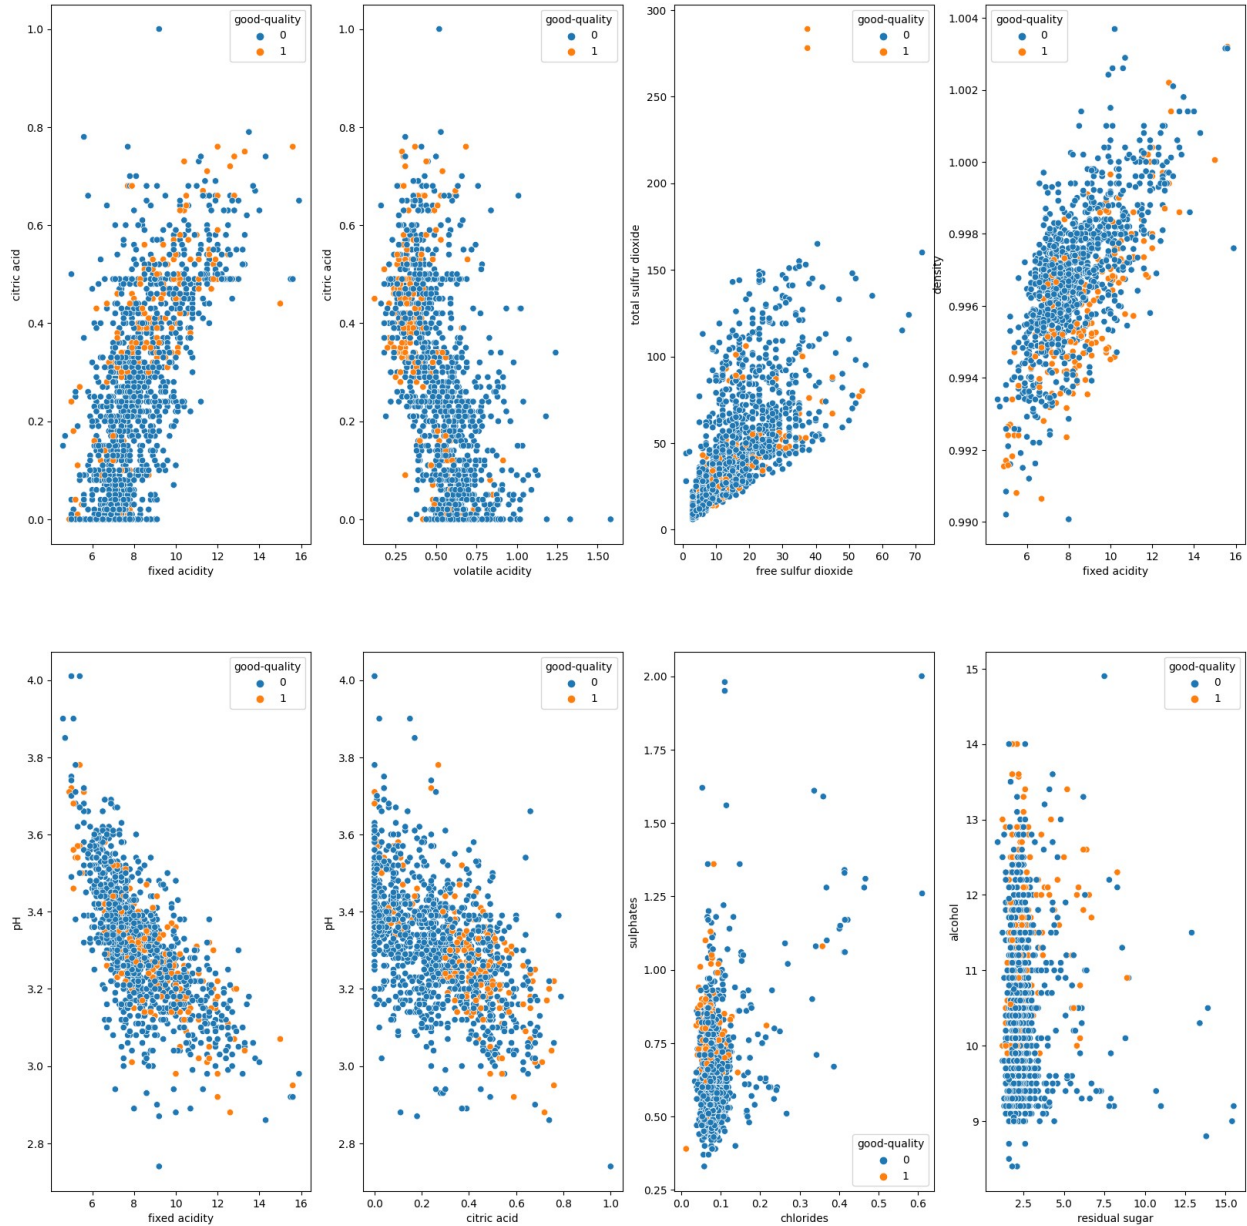 good-quality
0
1
1.0
0.8
0.6
0.4
0.2
0.0
citric acid
6 8 10 12 14 16
fixed acidity
good-quality
0
1
1.0
0.8
0.6
0.4
0.2
0.0
citric acid
0.25 0.50 0.75 1.00 1.25 1.50
volatile acidity
good-quality
0
1
300
250
200
150
100
50
0
total sulfur dioxide
0 10 20 30 40 50 60 70
free sulfur dioxide
good-quality
0
1
1.004
1.002
1.000
0.998
0.996
0.994
0.992
0.990
density
6 8 10 12 14 16
fixed acidity
good-quality
0
1
4.0
3.8
3.6
3.4
3.2
3.0
2.8
pH
6 8 10 12 14 16
fixed acidity
good-quality
0
1
4.0
3.8
3.6
3.4
3.2
3.0
2.8
pH
0.0 0.2 0.4 0.6 0.8 1.0
citric acid
2.00
1.75
1.50
1.25
1.00
0.75
0.50
0.25
sulphates
good-quality
0
1
0.0 0.1 0.2 0.3 0.4 0.5 0.6
chlorides
good-quality
0
1
15
14
13
12
11
10
9
alcohol
2.5 5.0 7.5 10.0 12.5 15.0
residual sugar